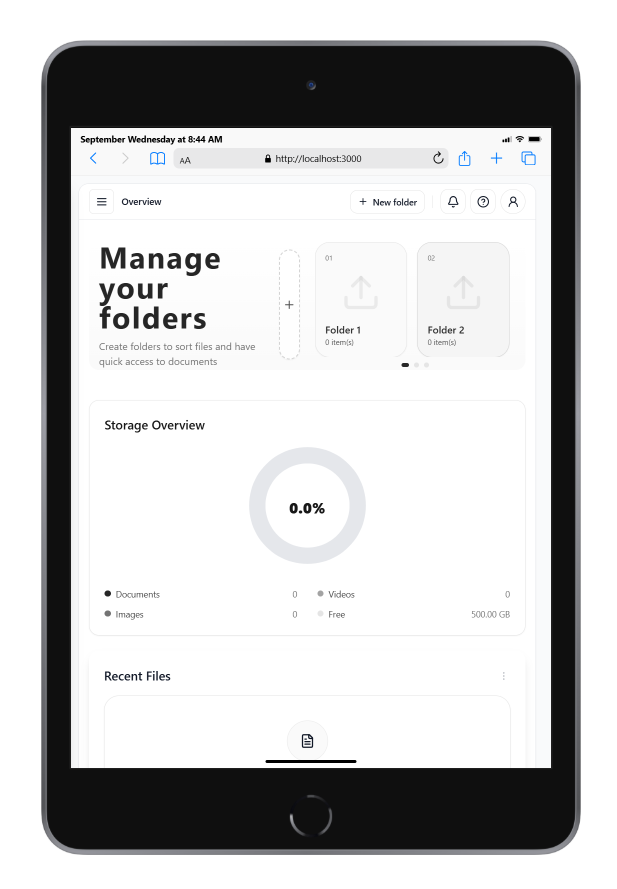 September Wednesday at 8:44 AM
AA
http://localhost:3000
Overview
+ New folder
Manage
your
folders
Create folders to sort files and have
quick access to documents
+
01
Folder 1
0 item(s)
02
Folder 2
0 item(s)
Storage Overview
0.0%
Documents 0
Videos 0
Images 0
Free 500.00 GB
Recent Files